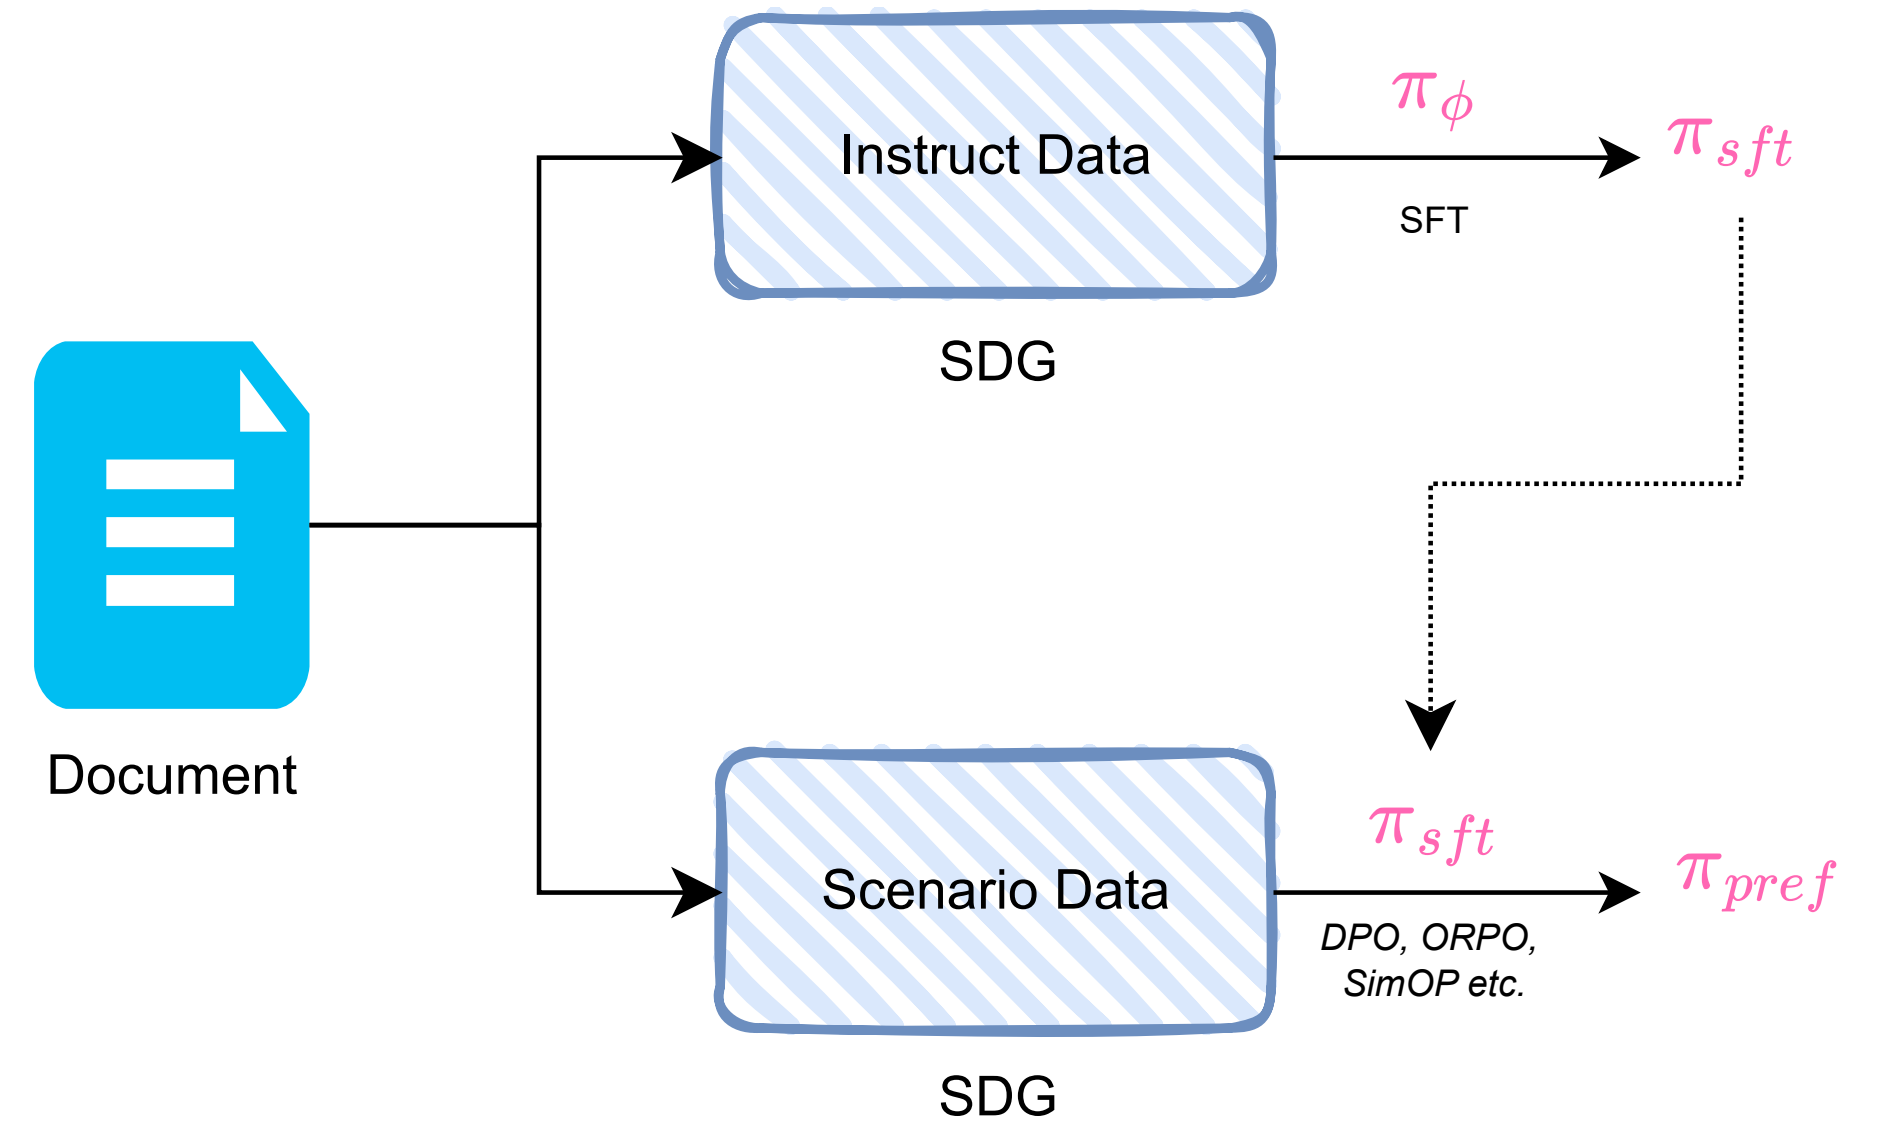 Instruct Data
SDG
π_ϕ
SFT
π_sft
Document
Scenario Data
SDG
π_sft
DPO, ORPO,
SimOP etc.
π_pref